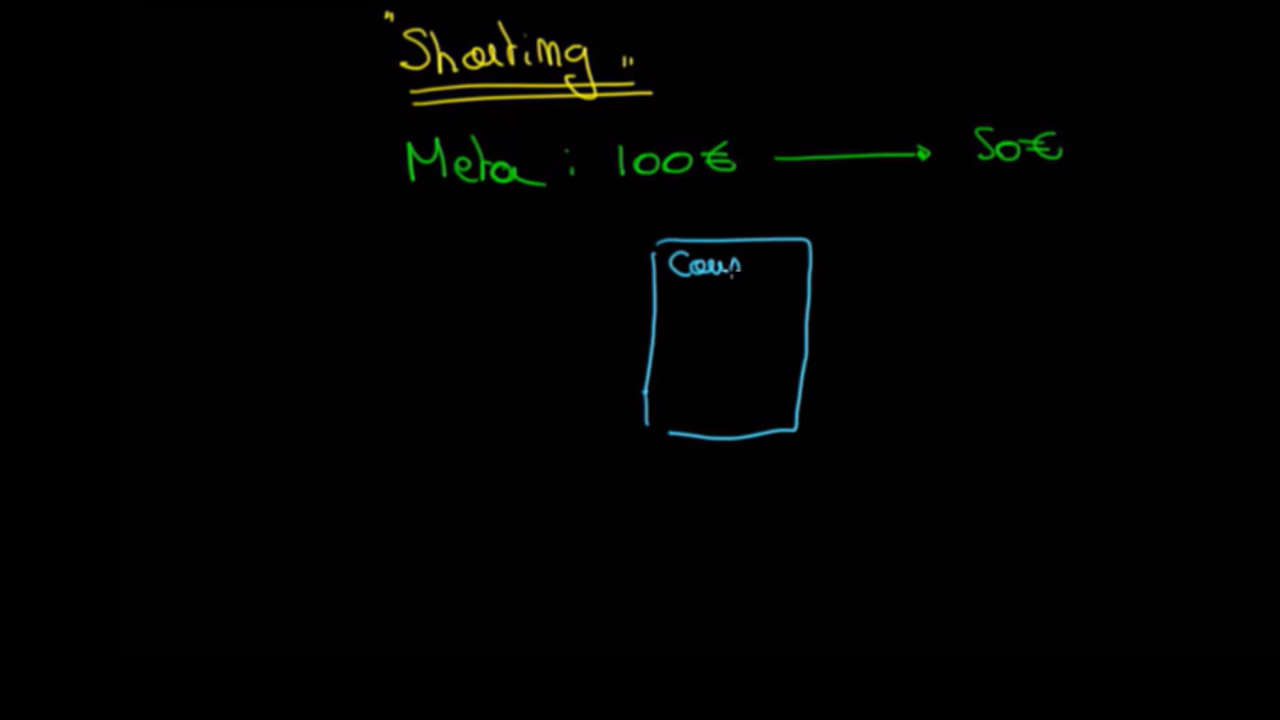 "Shorting"
Meta : 100€ → 50€